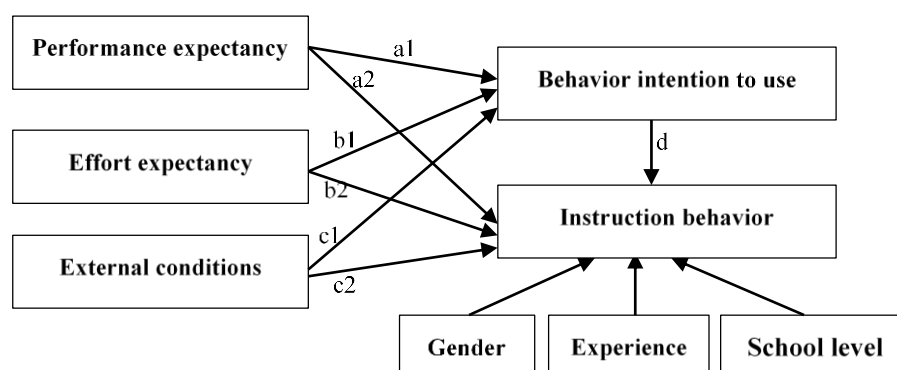 Performance expectancy
a1
Behavior intention to use
a2
b1
d
Effort expectancy
b2
Instruction behavior
c1
External conditions
c2
Gender
Experience
School level